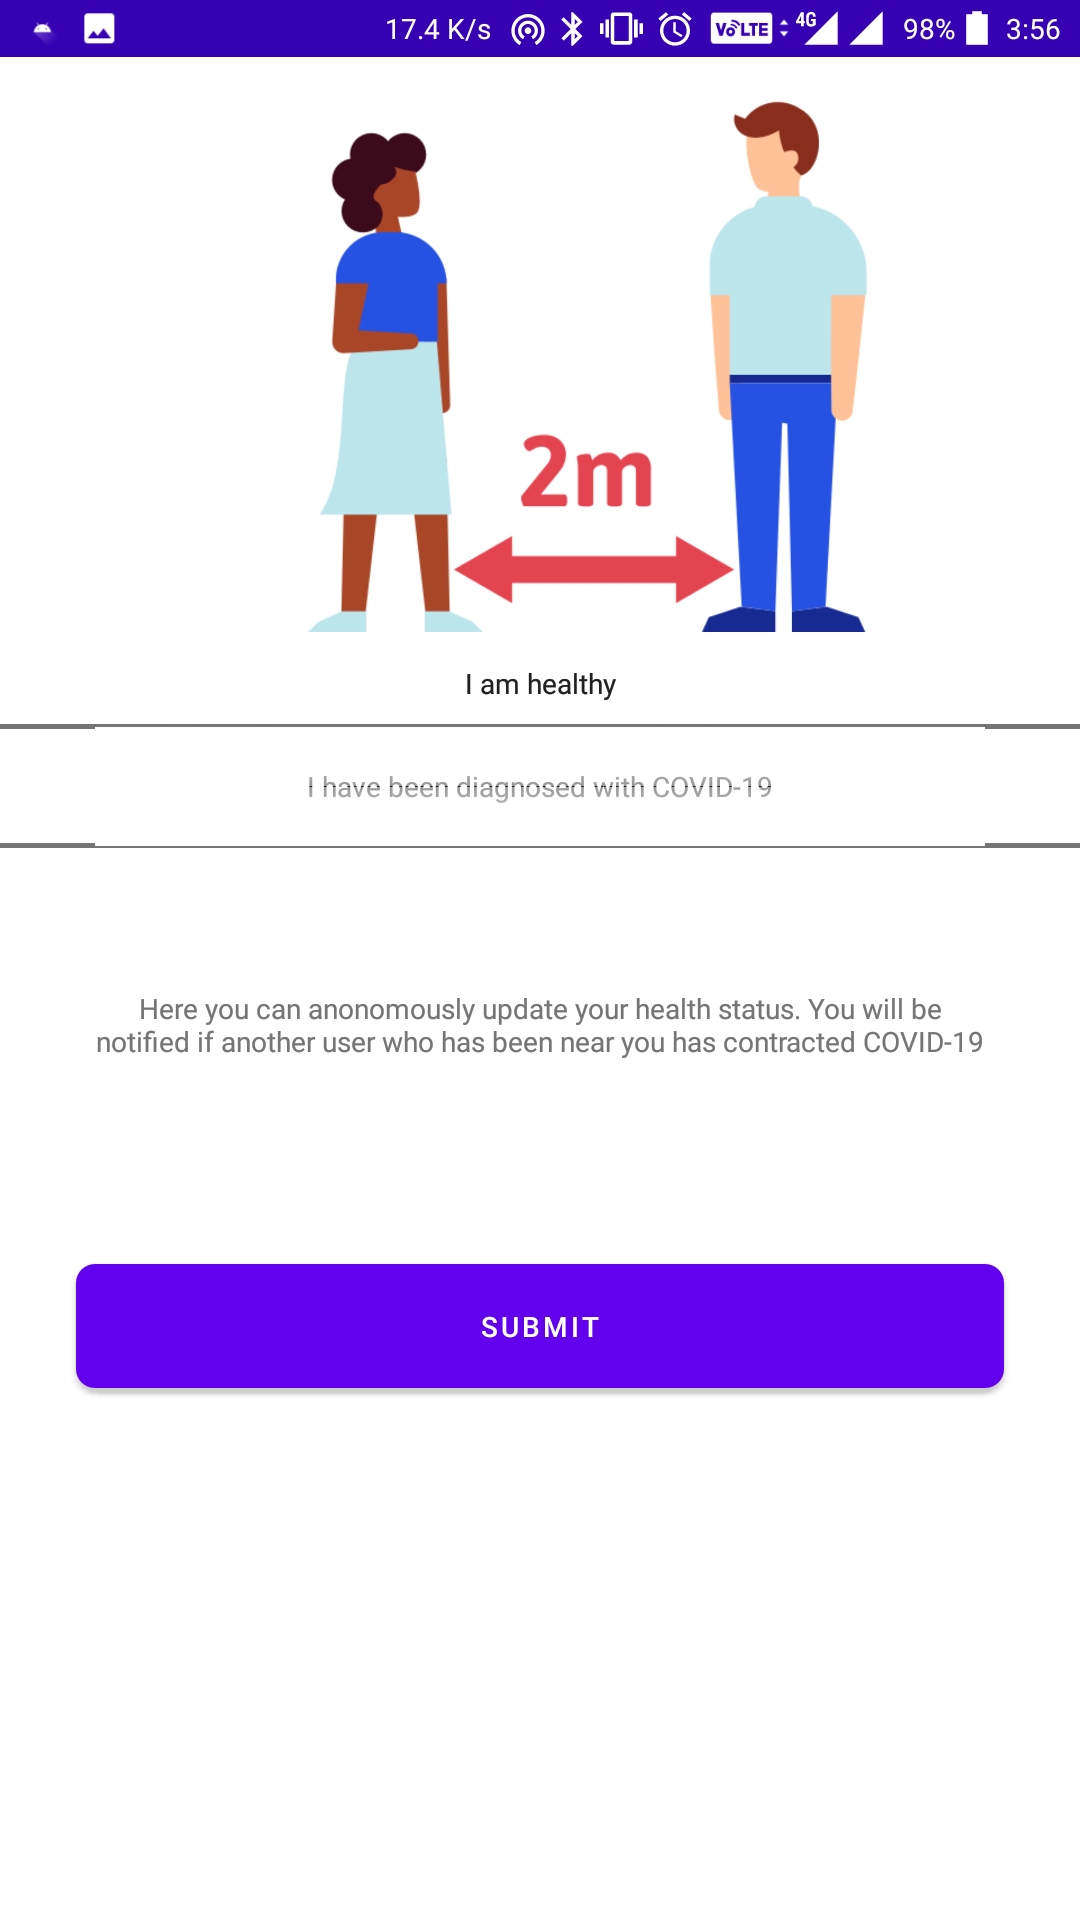 17.4 K/s VoLTE 4G 98% 3:56
2m
I am healthy
I have been diagnosed with COVID-19
Here you can anonomously update your health status. You will be
notified if another user who has been near you has contracted COVID-19
SUBMIT